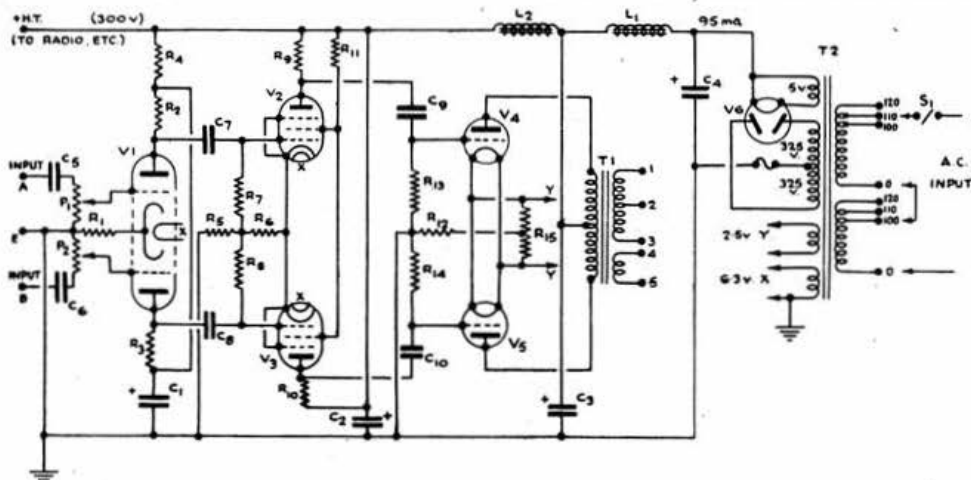 +H.T. (300V)
(TO RADIO, ETC.)
L2
L1
95 ma
T2
R4
R9
R11
R2
C4
5v
V6
120
110
100
S1
V2
C9
V4
C7
V1
T1
325
V
325
V
0
A.C.
INPUT
INPUT
A
C5
X
1
P1
R7
R13
Y
2
R1
R5
R6
R12
R15
120
110
100
E
X
3
2.5v Y
P2
R8
R14
4
Y
INPUT
B
C6
X
5
6.3v X
0
C8
V3
V5
R3
C10
+
C1
R10
C2
+
+
C3